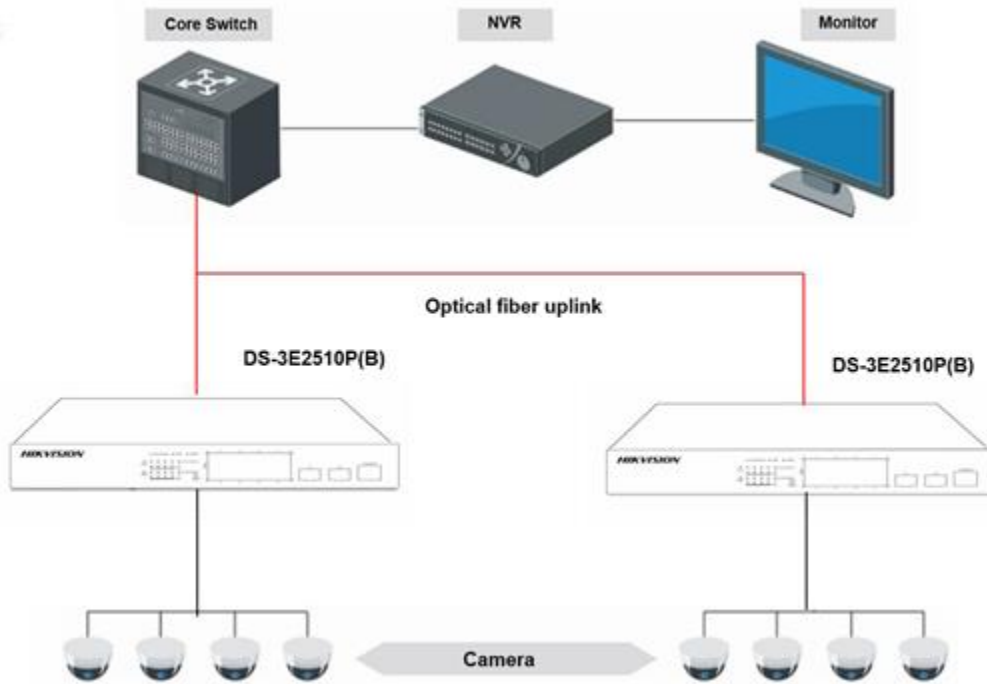 Core Switch
NVR
Monitor
Optical fiber uplink
DS-3E2510P(B)
DS-3E2510P(B)
HIKVISION
HIKVISION
Camera